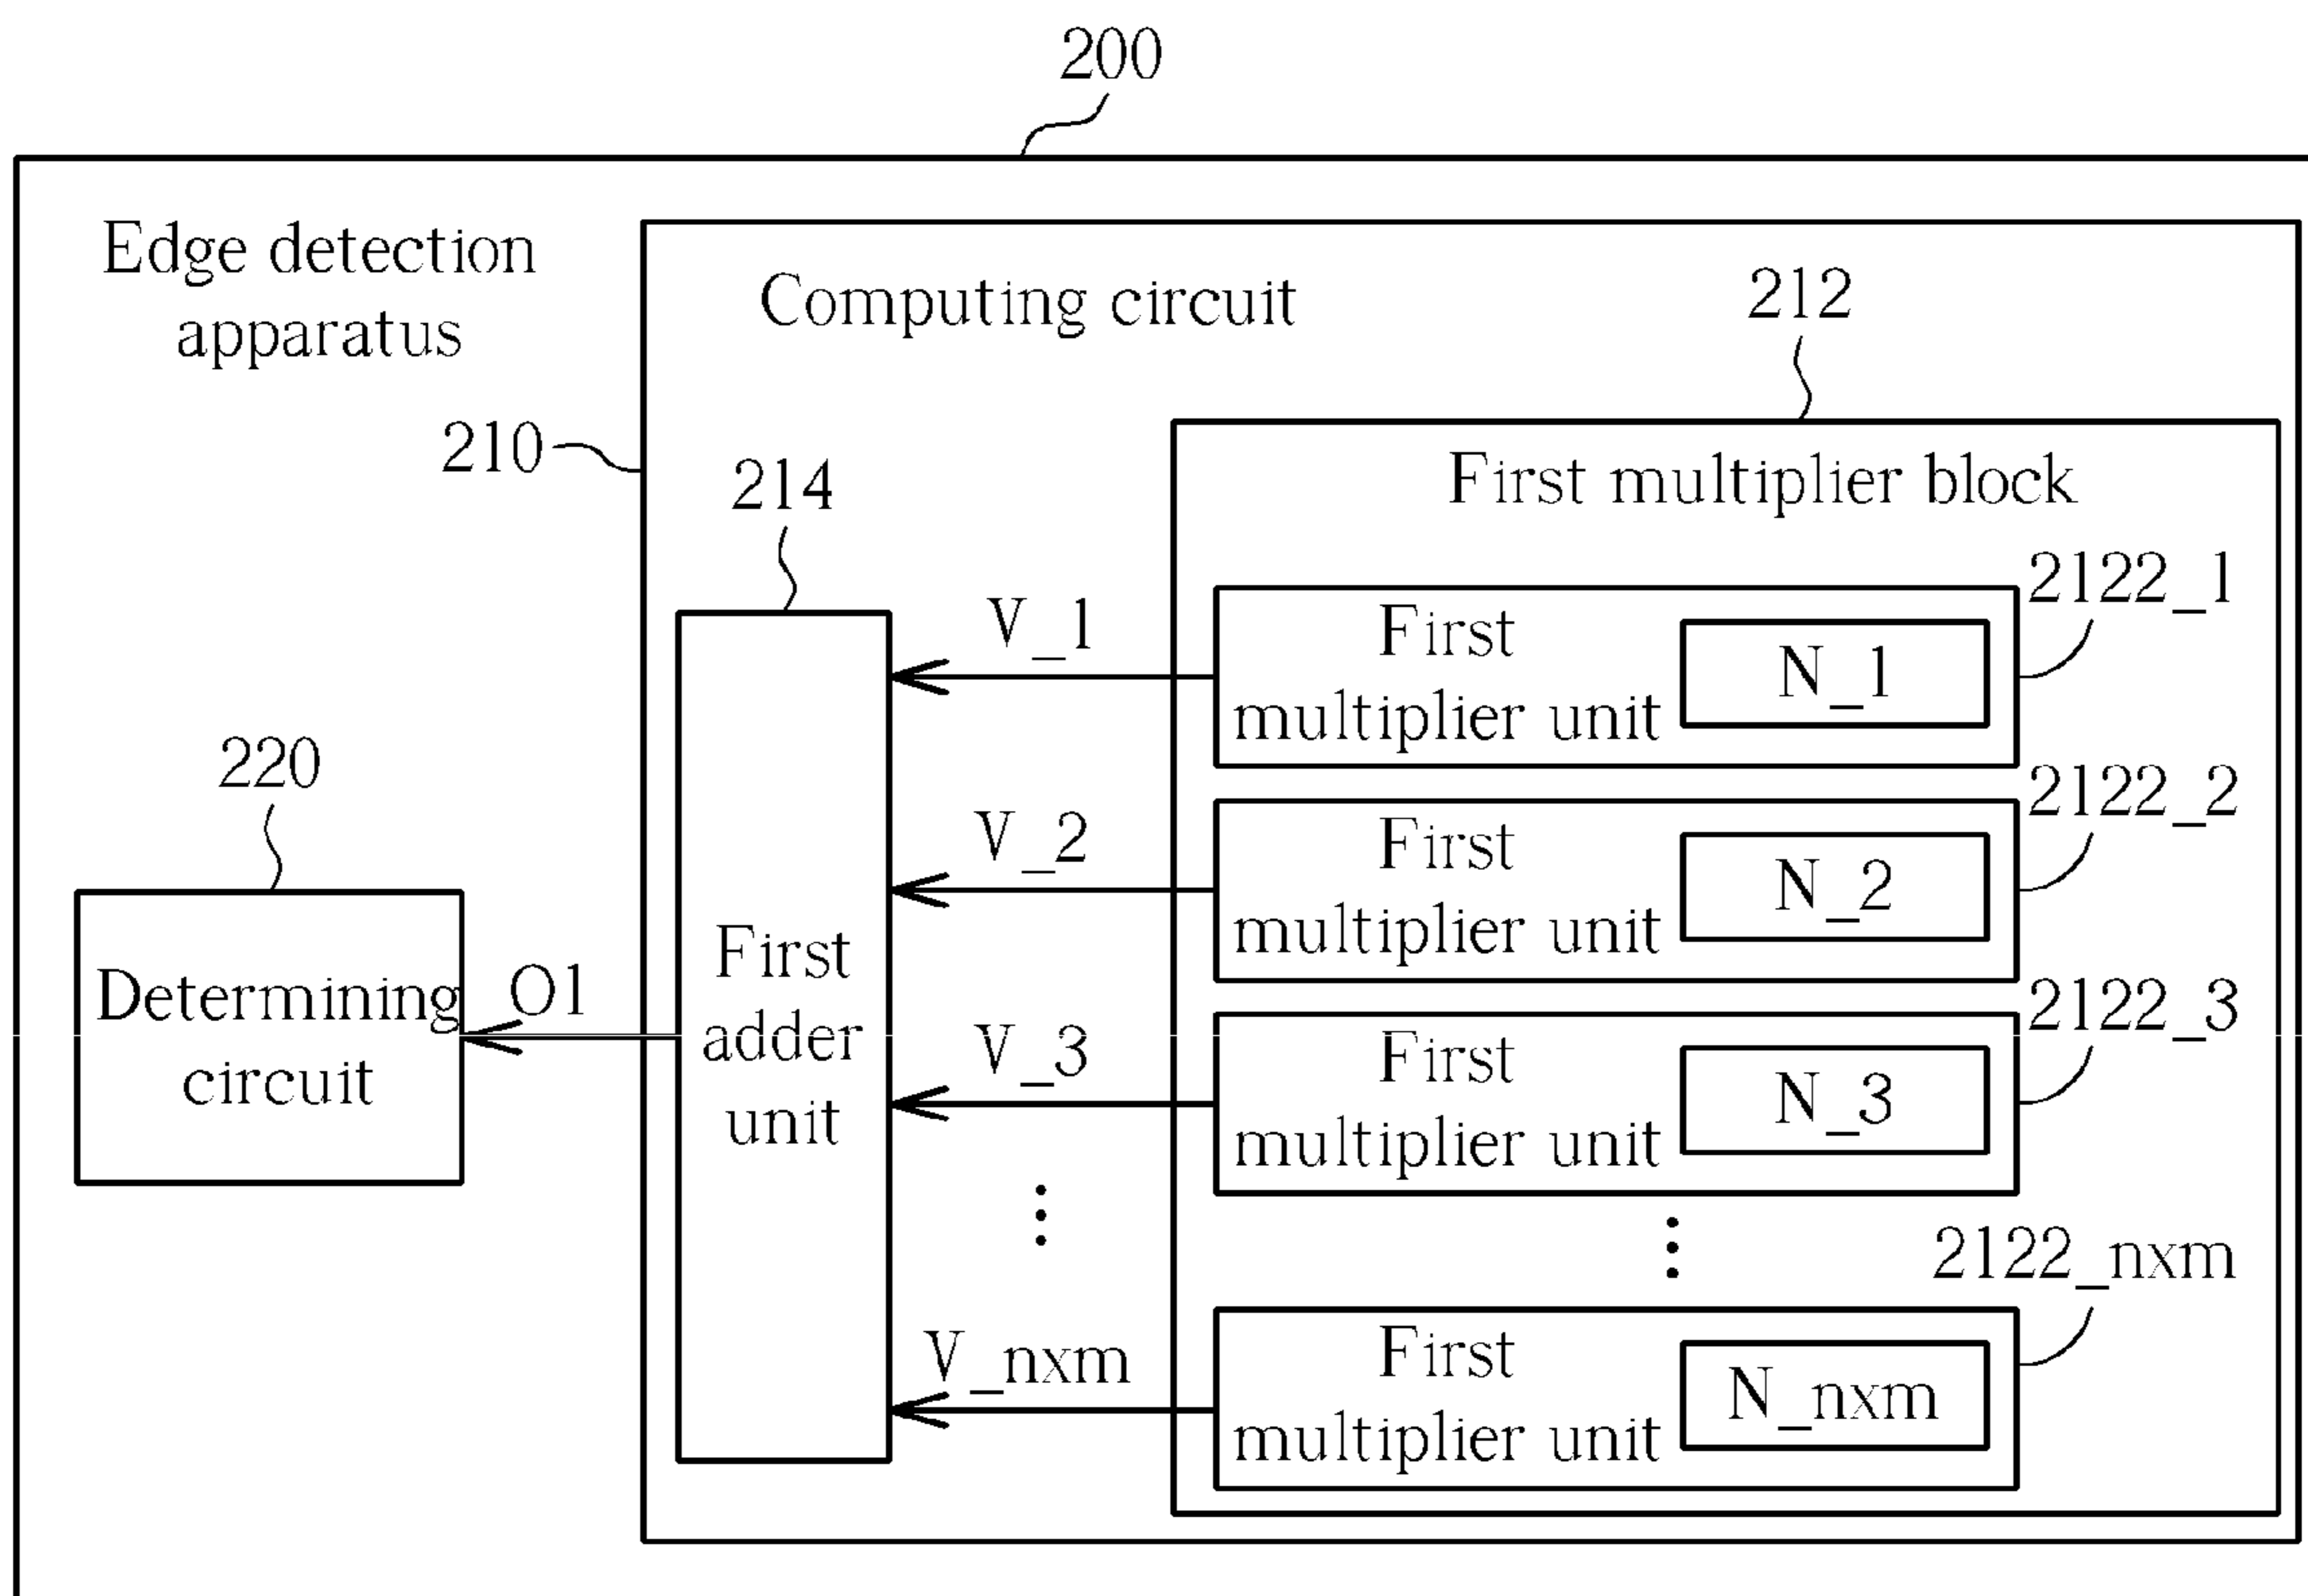 200
Edge detection
apparatus
Computing circuit
212
210
214
First multiplier block
2122_1
V_1
First
multiplier unit
N_1
220
2122_2
V_2
First
multiplier unit
N_2
Determining
circuit
O1
First
adder
unit
2122_3
V_3
First
multiplier unit
N_3
2122_nxm
V_nxm
First
multiplier unit
N_nxm